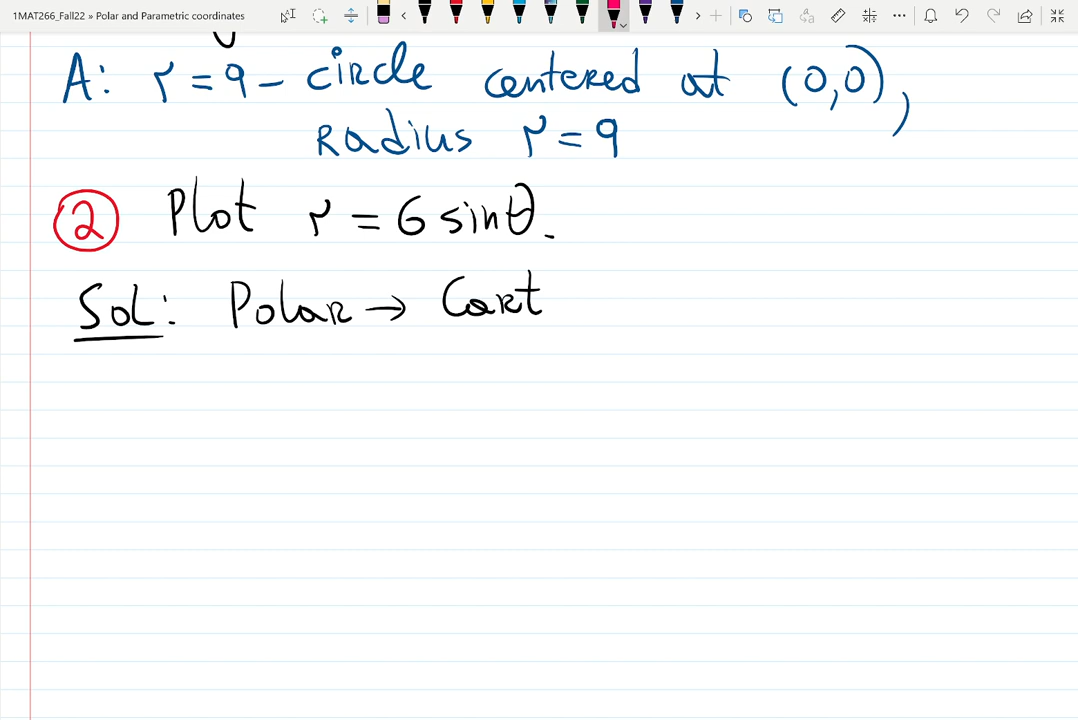 1MAT266_Fall22 » Polar and Parametric coordinates
A: r = 9 – circle centered at (0,0),
radius r = 9
2 Plot r = 6 sinθ.
Sol: Polar → Cart